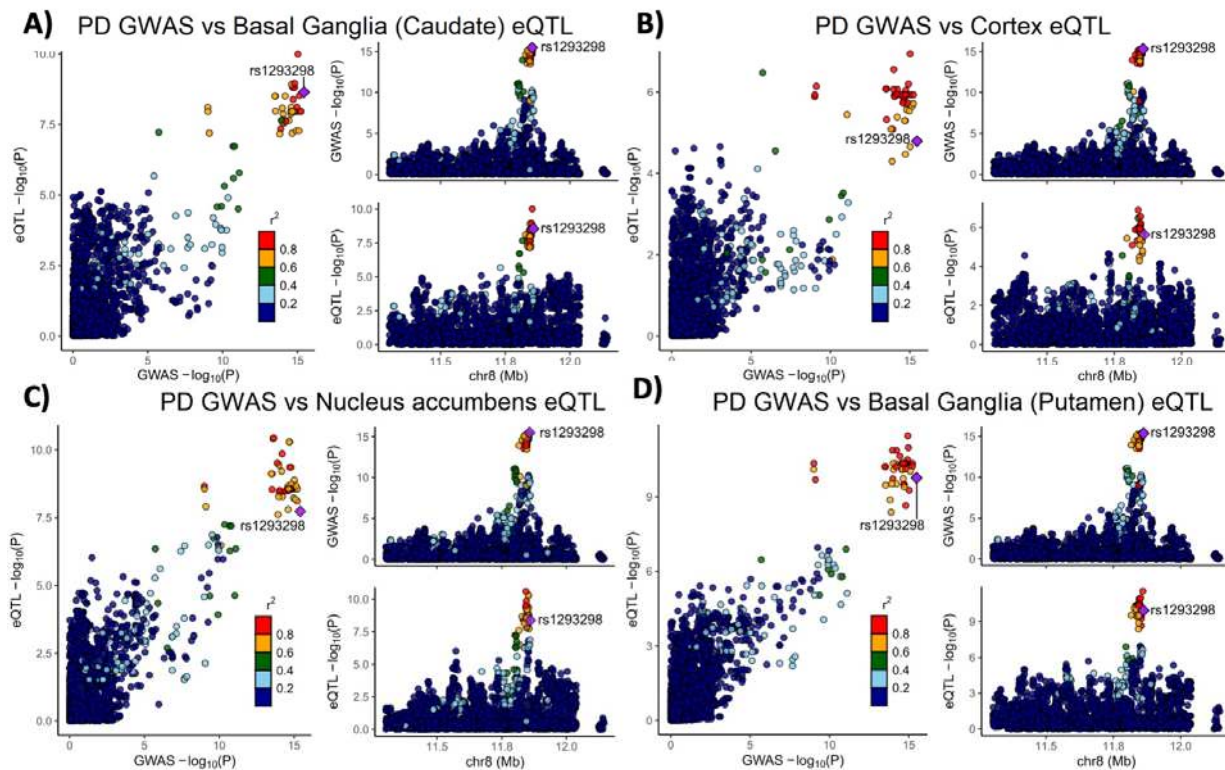 A) PD GWAS vs Basal Ganglia (Caudate) eQTL
eQTL −log10(P)
10.0
7.5
5.0
2.5
0.0
rs1293298
r²
0.8
0.6
0.4
0.2
0 5 10 15
GWAS −log10(P)
GWAS −log10(P)
15
10
5
0
rs1293298
eQTL −log10(P)
10.0
7.5
5.0
2.5
0.0
rs1293298
11.5 11.8 12.0
chr8 (Mb)
B) PD GWAS vs Cortex eQTL
eQTL −log10(P)
6
4
2
0
rs1293298
r²
0.8
0.6
0.4
0.2
0 5 10 15
GWAS −log10(P)
GWAS −log10(P)
15
10
5
0
rs1293298
eQTL −log10(P)
6
4
2
0
rs1293298
11.5 11.8 12.0
chr8 (Mb)
C) PD GWAS vs Nucleus accumbens eQTL
eQTL −log10(P)
10.0
7.5
5.0
2.5
0.0
rs1293298
r²
0.8
0.6
0.4
0.2
0 5 10 15
GWAS −log10(P)
GWAS −log10(P)
15
10
5
0
rs1293298
eQTL −log10(P)
10.0
7.5
5.0
2.5
0.0
rs1293298
11.5 11.8 12.0
chr8 (Mb)
D) PD GWAS vs Basal Ganglia (Putamen) eQTL
eQTL −log10(P)
9
6
3
0
rs1293298
r²
0.8
0.6
0.4
0.2
0 5 10 15
GWAS −log10(P)
GWAS −log10(P)
15
10
5
0
rs1293298
eQTL −log10(P)
9
6
3
0
rs1293298
11.5 11.8 12.0
chr8 (Mb)